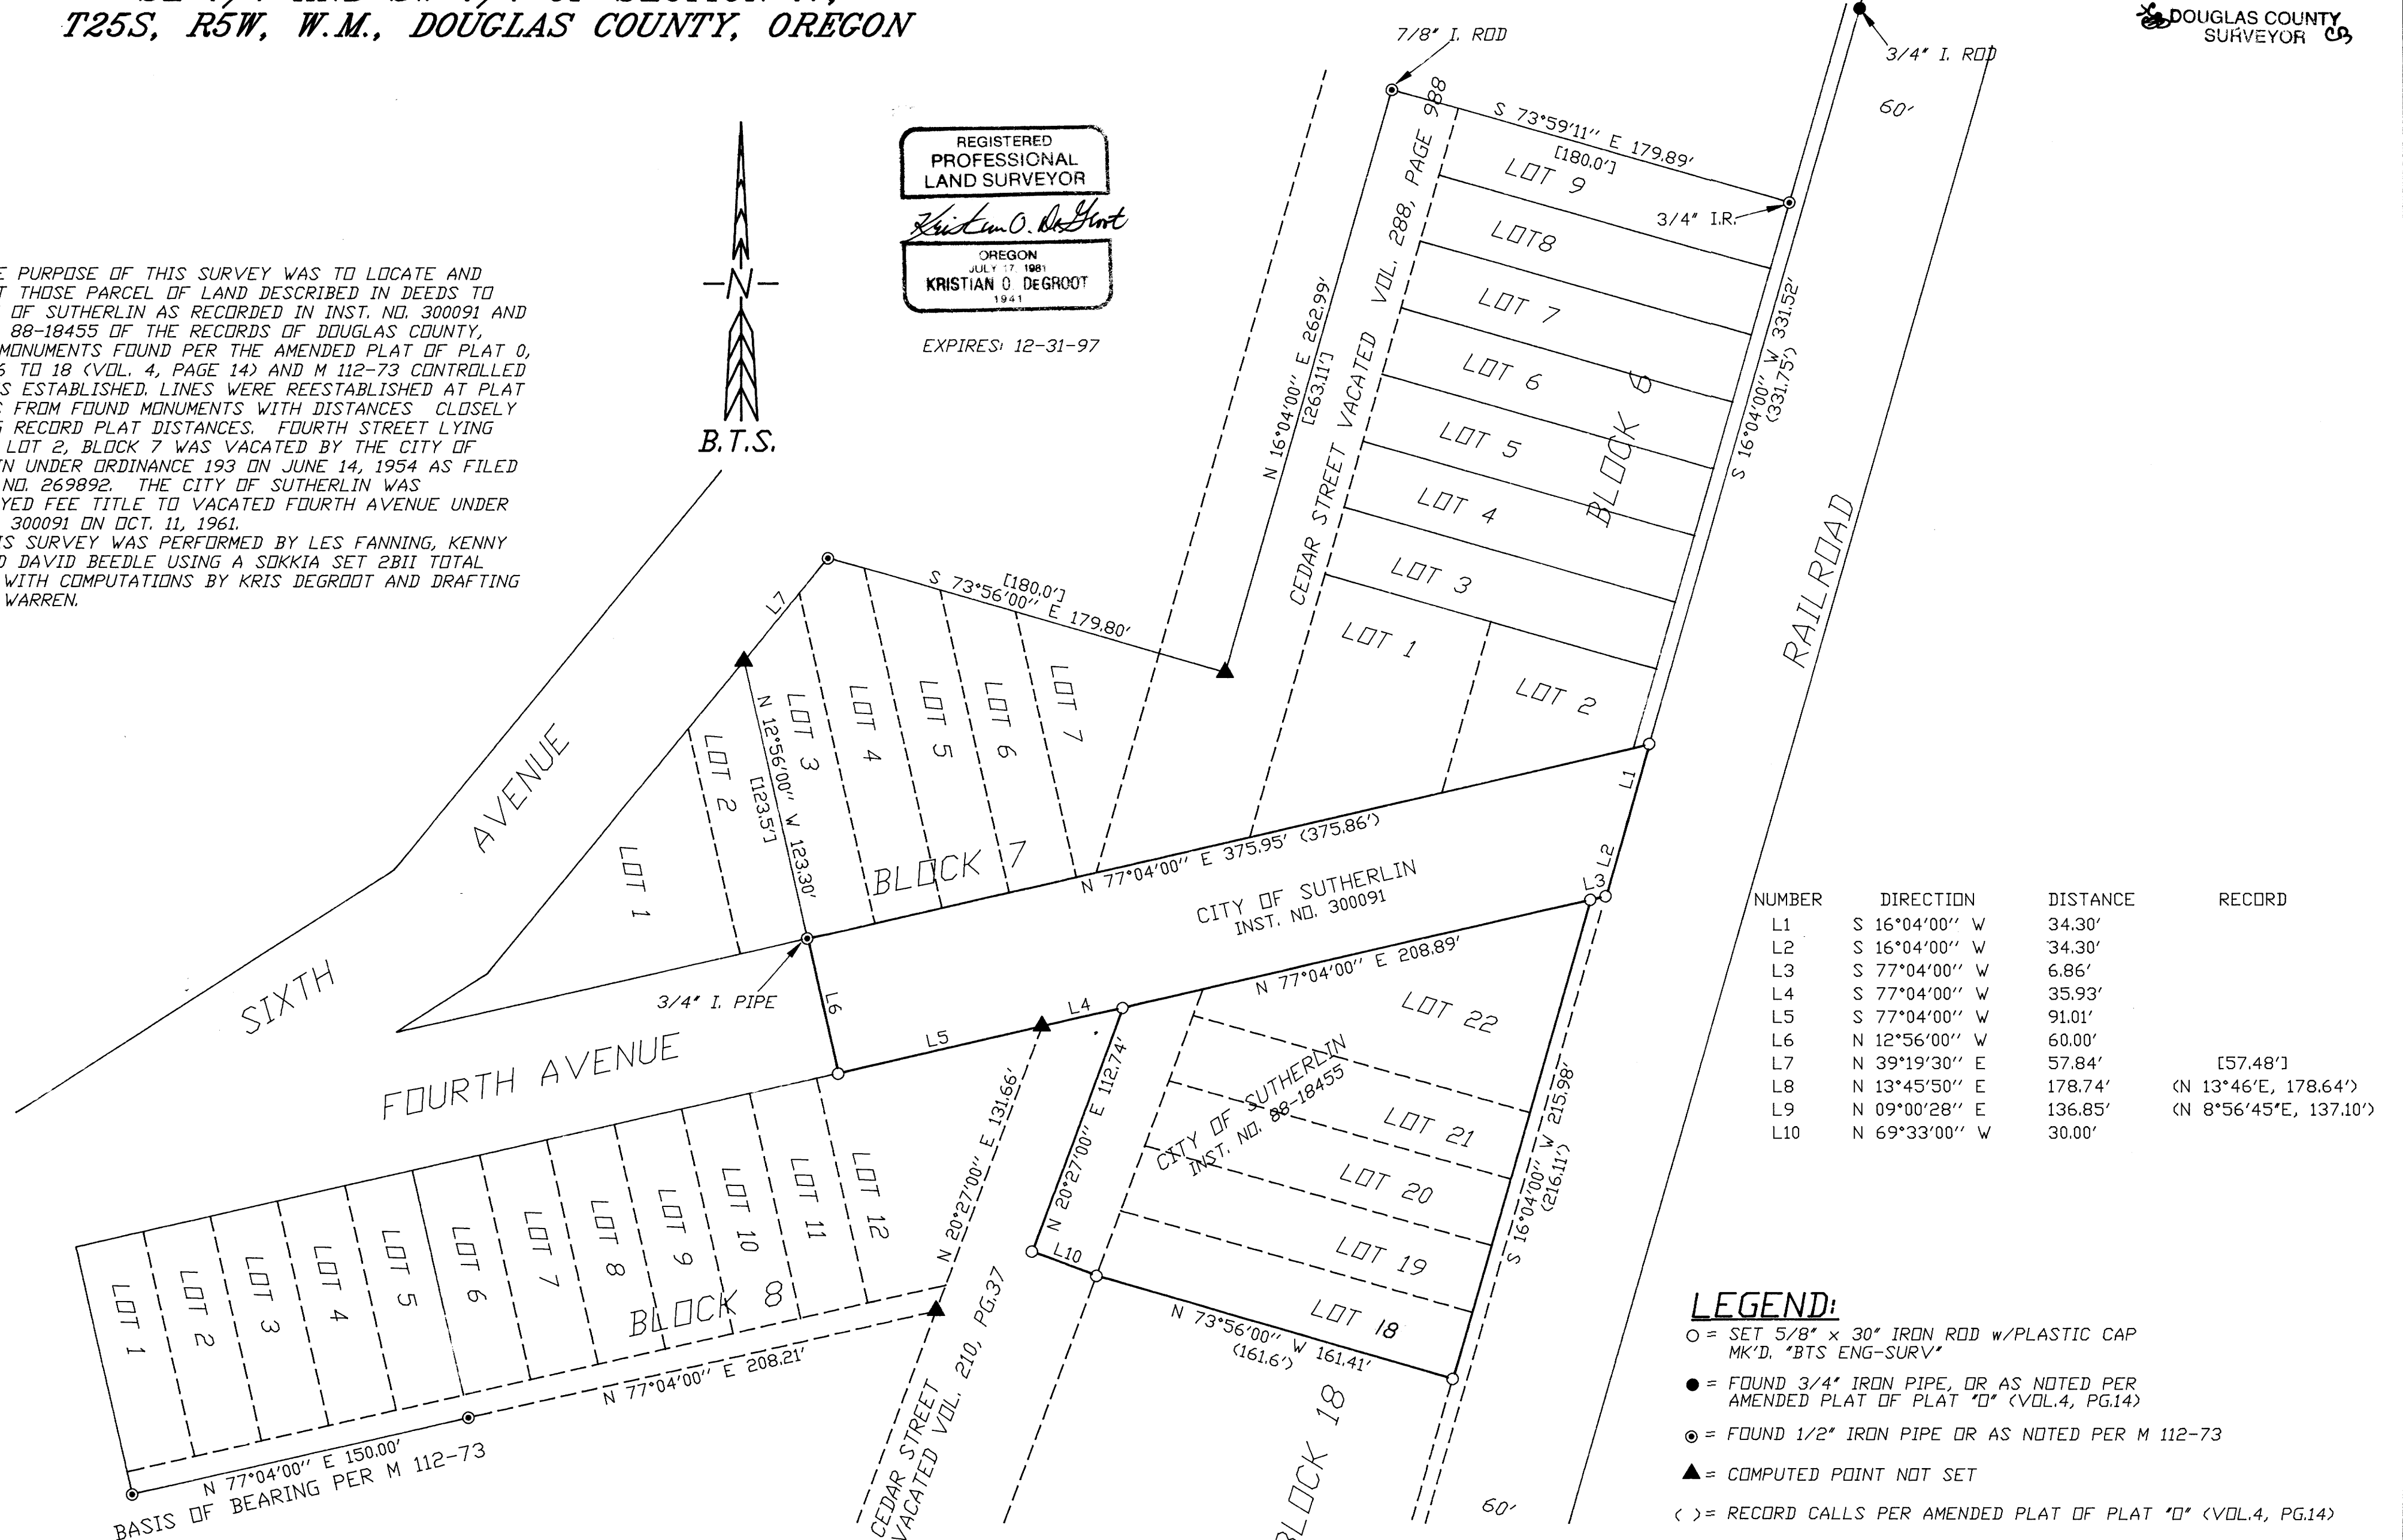 SE 1/4 AND SW 1/4 OF SECTION 17,
T25S, R5W, W.M., DOUGLAS COUNTY, OREGON
DOUGLAS COUNTY
SURVEYOR
PURPOSE OF THIS SURVEY WAS TO LOCATE AND
THOSE PARCEL OF LAND DESCRIBED IN DEEDS TO
OF SUTHERLIN AS RECORDED IN INST. NO. 300091 AND
88-18455 OF THE RECORDS OF DOUGLAS COUNTY,
MONUMENTS FOUND PER THE AMENDED PLAT OF PLAT O,
6 TO 18 (VOL. 4, PAGE 14) AND M 112-73 CONTROLLED
S ESTABLISHED. LINES WERE REESTABLISHED AT PLAT
FROM FOUND MONUMENTS WITH DISTANCES CLOSELY
RECORD PLAT DISTANCES. FOURTH STREET LYING
LOT 2, BLOCK 7 WAS VACATED BY THE CITY OF
IN UNDER ORDINANCE 193 ON JUNE 14, 1954 AS FILED
NO. 269892. THE CITY OF SUTHERLIN WAS
YED FEE TITLE TO VACATED FOURTH AVENUE UNDER
300091 ON OCT. 11, 1961.
IS SURVEY WAS PERFORMED BY LES FANNING, KENNY
D DAVID BEEDLE USING A SOKKIA SET 2BII TOTAL
WITH COMPUTATIONS BY KRIS DEGROOT AND DRAFTING
WARREN.
N
B.T.S.
REGISTERED
PROFESSIONAL
LAND SURVEYOR
Kristian O. DeGroot
OREGON
JULY 17, 1981
KRISTIAN O. DeGROOT
1941
EXPIRES: 12-31-97
7/8" I. ROD
3/4" I. ROD
60'
S 73°59'11" E 179.89'
[180.0']
3/4" I.R.
LOT 9
LOT8
LOT 7
LOT 6
LOT 5
LOT 4
LOT 3
LOT 1
LOT 2
BLOCK 6
N 16°04'00" E 262.99'
[263.11']
CEDAR STREET VACATED VOL. 288, PAGE 988
S 16°04'00" W 331.52'
(331.75')
RAILROAD
L7
S 73°56'00" E 179.80'
[180.0']
N 12°56'00" W 123.30'
[123.5']
LOT 1
LOT 2
LOT 3
LOT 4
LOT 5
LOT 6
LOT 7
BLOCK 7
SIXTH AVENUE
N 77°04'00" E 375.95' (375.86')
CITY OF SUTHERLIN
INST. NO. 300091
L1
L2
L3
3/4" I. PIPE
L6
L5
L4
N 77°04'00" E 208.89'
FOURTH AVENUE
LOT 22
LOT 21
LOT 20
LOT 19
LOT 18
CITY OF SUTHERLIN
INST. NO. 88-18455
N 20°27'00" E 131.66'
N 20°27'00" E 112.74'
L10
N 73°56'00" W 161.41'
(161.6')
S 16°04'00" W 215.98'
(216.11')
BLOCK 18
60'
LOT 1
LOT 2
LOT 3
LOT 4
LOT 5
LOT 6
LOT 7
LOT 8
LOT 9
LOT 10
LOT 11
LOT 12
BLOCK 8
N 77°04'00" E 208.21'
N 77°04'00" E 150.00'
BASIS OF BEARING PER M 112-73
CEDAR STREET
VACATED VOL. 210, PG.37
NUMBER DIRECTION DISTANCE RECORD
L1 S 16°04'00" W 34.30'
L2 S 16°04'00" W 34.30'
L3 S 77°04'00" W 6.86'
L4 S 77°04'00" W 35.93'
L5 S 77°04'00" W 91.01'
L6 N 12°56'00" W 60.00'
L7 N 39°19'30" E 57.84' [57.48']
L8 N 13°45'50" E 178.74' (N 13°46'E, 178.64')
L9 N 09°00'28" E 136.85' (N 8°56'45"E, 137.10')
L10 N 69°33'00" W 30.00'
LEGEND:
= SET 5/8" x 30" IRON ROD w/PLASTIC CAP
MK'D. "BTS ENG-SURV"
= FOUND 3/4" IRON PIPE, OR AS NOTED PER
AMENDED PLAT OF PLAT "O" (VOL.4, PG.14)
= FOUND 1/2" IRON PIPE OR AS NOTED PER M 112-73
= COMPUTED POINT NOT SET
( )= RECORD CALLS PER AMENDED PLAT OF PLAT "O" (VOL.4, PG.14)